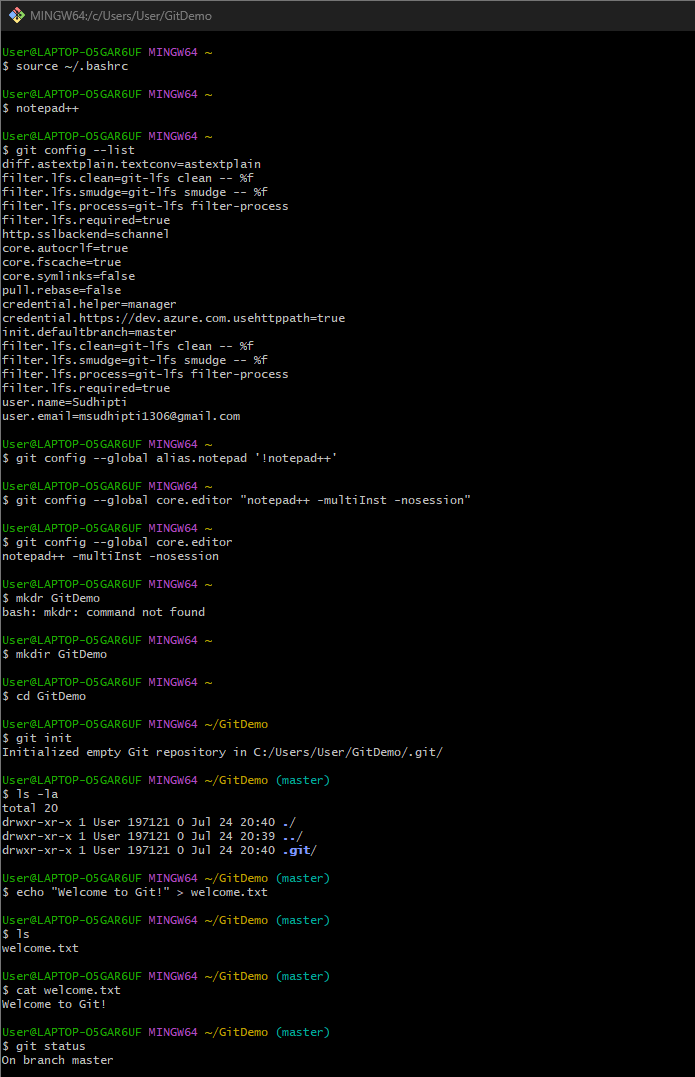 MINGW64:/c/Users/User/GitDemo
User@LAPTOP-O5GAR6UF MINGW64 ~
$ source ~/.bashrc
User@LAPTOP-O5GAR6UF MINGW64 ~
$ notepad++
User@LAPTOP-O5GAR6UF MINGW64 ~
$ git config --list
diff.astextplain.textconv=astextplain
filter.lfs.clean=git-lfs clean -- %f
filter.lfs.smudge=git-lfs smudge -- %f
filter.lfs.process=git-lfs filter-process
filter.lfs.required=true
http.sslbackend=schannel
core.autocrlf=true
core.fscache=true
core.symlinks=false
pull.rebase=false
credential.helper=manager
credential.https://dev.azure.com.usehttppath=true
init.defaultbranch=master
filter.lfs.clean=git-lfs clean -- %f
filter.lfs.smudge=git-lfs smudge -- %f
filter.lfs.process=git-lfs filter-process
filter.lfs.required=true
user.name=Sudhipti
user.email=msudhipti1306@gmail.com
User@LAPTOP-O5GAR6UF MINGW64 ~
$ git config --global alias.notepad '!notepad++'
User@LAPTOP-O5GAR6UF MINGW64 ~
$ git config --global core.editor "notepad++ -multiInst -nosession"
User@LAPTOP-O5GAR6UF MINGW64 ~
$ git config --global core.editor
notepad++ -multiInst -nosession
User@LAPTOP-O5GAR6UF MINGW64 ~
$ mkdr GitDemo
bash: mkdr: command not found
User@LAPTOP-O5GAR6UF MINGW64 ~
$ mkdir GitDemo
User@LAPTOP-O5GAR6UF MINGW64 ~
$ cd GitDemo
User@LAPTOP-O5GAR6UF MINGW64 ~/GitDemo
$ git init
Initialized empty Git repository in C:/Users/User/GitDemo/.git/
User@LAPTOP-O5GAR6UF MINGW64 ~/GitDemo (master)
$ ls -la
total 20
drwxr-xr-x 1 User 197121 0 Jul 24 20:40 ./
drwxr-xr-x 1 User 197121 0 Jul 24 20:39 ../
drwxr-xr-x 1 User 197121 0 Jul 24 20:40 .git/
User@LAPTOP-O5GAR6UF MINGW64 ~/GitDemo (master)
$ echo "Welcome to Git!" > welcome.txt
User@LAPTOP-O5GAR6UF MINGW64 ~/GitDemo (master)
$ ls
welcome.txt
User@LAPTOP-O5GAR6UF MINGW64 ~/GitDemo (master)
$ cat welcome.txt
Welcome to Git!
User@LAPTOP-O5GAR6UF MINGW64 ~/GitDemo (master)
$ git status
On branch master